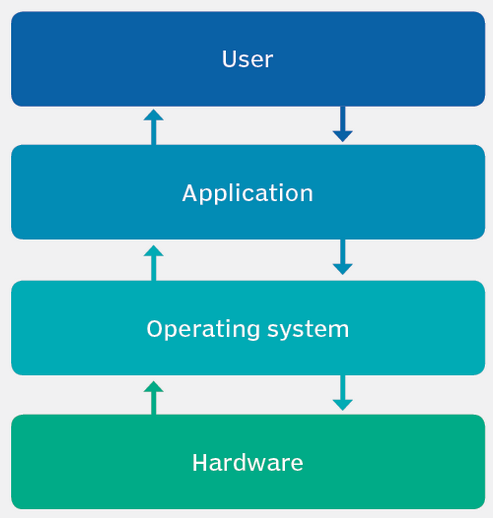 User
Application
Operating system
Hardware